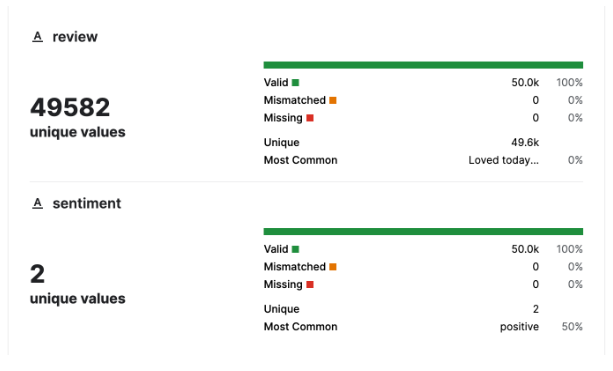 A review
49582
unique values
Valid 50.0k 100%
Mismatched 0 0%
Missing 0 0%
Unique 49.6k
Most Common Loved today... 0%
A sentiment
2
unique values
Valid 50.0k 100%
Mismatched 0 0%
Missing 0 0%
Unique 2
Most Common positive 50%